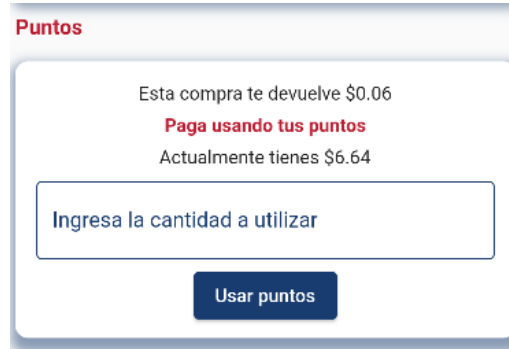 Puntos
Esta compra te devuelve $0.06
Paga usando tus puntos
Actualmente tienes $6.64
Ingresa la cantidad a utilizar
Usar puntos